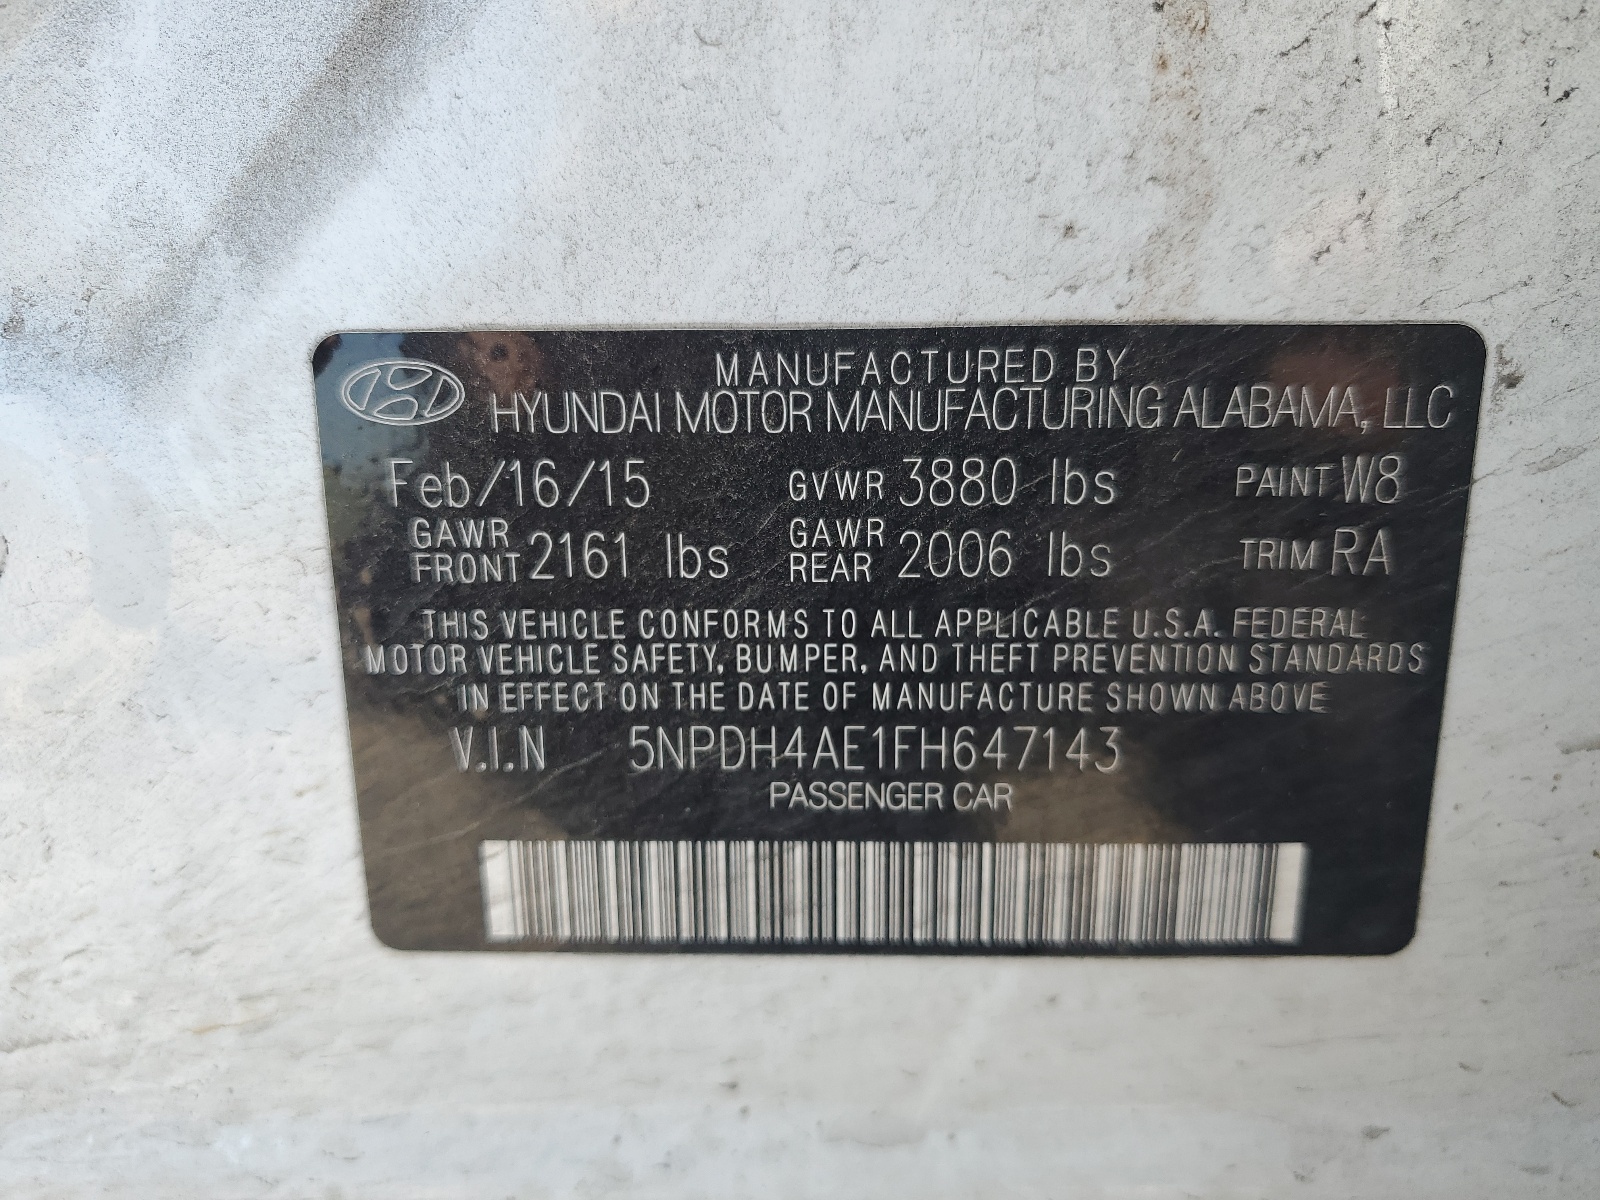 MANUFACTURED BY
HYUNDAI MOTOR MANUFACTURING ALABAMA, LLC
Feb/16/15 GVWR 3880 lbs PAINT W8
GAWR FRONT 2161 lbs GAWR REAR 2006 lbs TRIM RA
THIS VEHICLE CONFORMS TO ALL APPLICABLE U.S.A. FEDERAL
MOTOR VEHICLE SAFETY, BUMPER, AND THEFT PREVENTION STANDARDS
IN EFFECT ON THE DATE OF MANUFACTURE SHOWN ABOVE
V.I.N 5NPDH4AE1FH647143
PASSENGER CAR